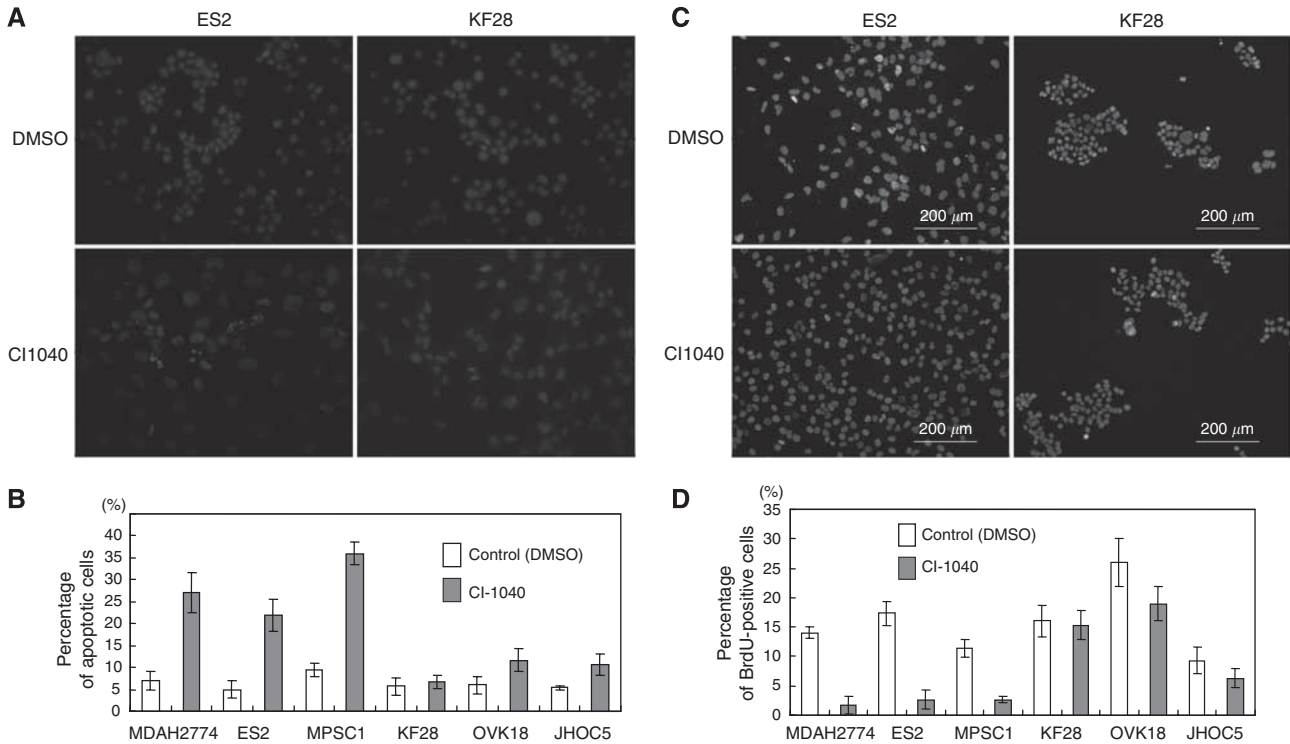 A
ES2 KF28
DMSO
CI1040
C
ES2 KF28
DMSO
200 μm 200 μm
CI1040
200 μm 200 μm
B
(%)
Percentage
of apoptotic cells
40
35
30
25
20
15
10
5
0
Control (DMSO)
CI-1040
MDAH2774 ES2 MPSC1 KF28 OVK18 JHOC5
D
(%)
Percentage
of BrdU-positive cells
35
30
25
20
15
10
5
0
Control (DMSO)
CI-1040
MDAH2774 ES2 MPSC1 KF28 OVK18 JHOC5